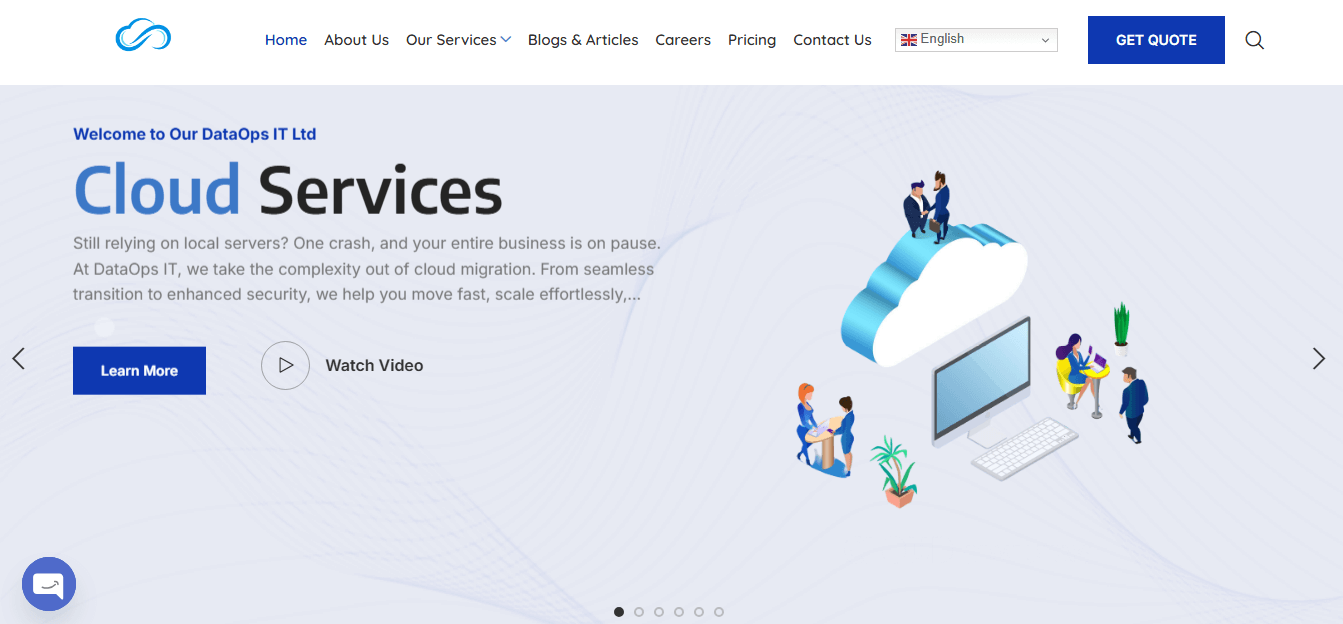 Home About Us Our Services Blogs & Articles Careers Pricing Contact Us English GET QUOTE
Welcome to Our DataOps IT Ltd
Cloud Services
Still relying on local servers? One crash, and your entire business is on pause.
At DataOps IT, we take the complexity out of cloud migration. From seamless
transition to enhanced security, we help you move fast, scale effortlessly,...
Learn More Watch Video